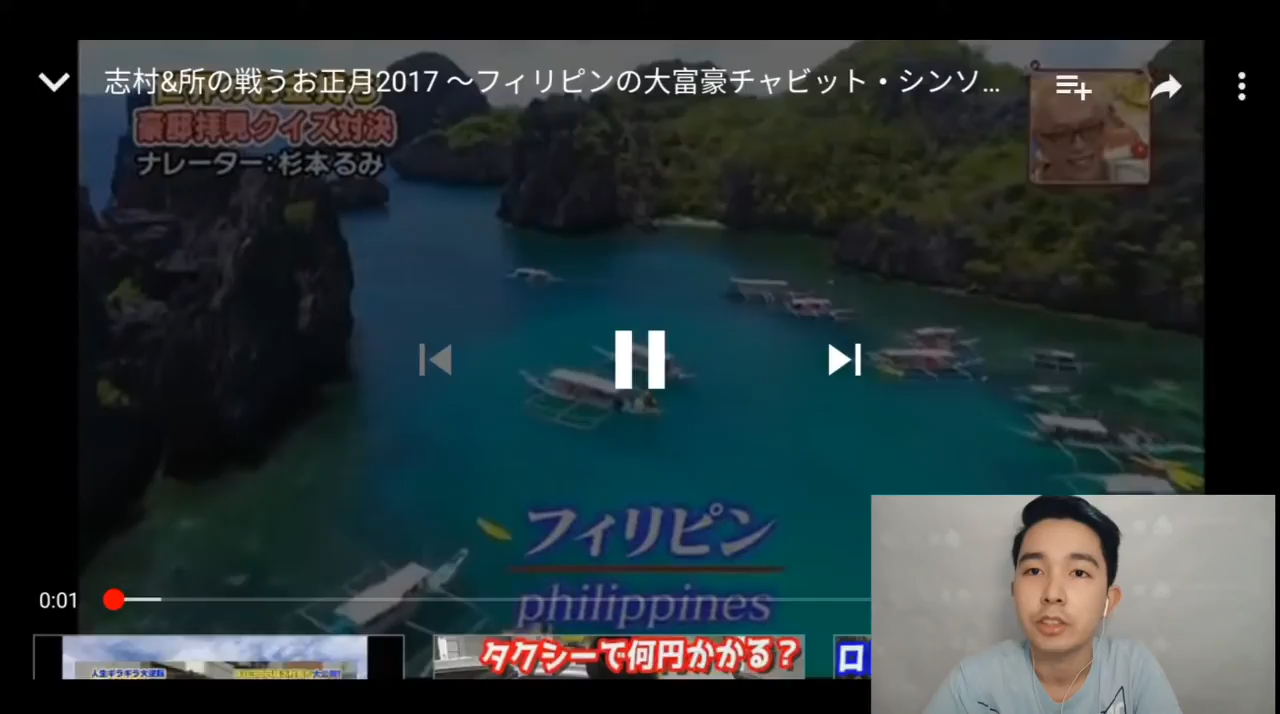 志村&所の戦うお正月2017 ～フィリピンの大富豪チャビット・シンソ...
豪邸拝見クイズ対決
ナレーター:杉本るみ
フィリピン
philippines
0:01
タクシーで何円かかる?
ロ